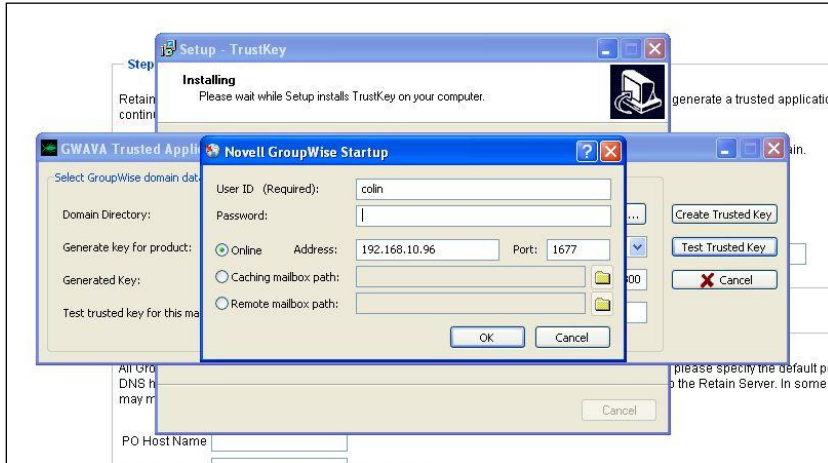 Step
Setup - TrustKey
Installing
Please wait while Setup installs TrustKey on your computer.
Retain
generate a trusted
contin
GWAVA Trusted Appli
Novell GroupWise Startup
ain.
Select GroupWise domain data
User ID (Required):
colin
Password:
Domain Directory:
...
Create Trusted Key
Generate key for product:
Online
Address:
192.168.10.96
Port:
1677
Test Trusted Key
Generated Key:
Caching mailbox path:
Cancel
Test trusted key for this ma
Remote mailbox path:
OK
Cancel
All Gro
please specify the default
DNS h
the Retain Server. In some
may m
Cancel
PO Host Name